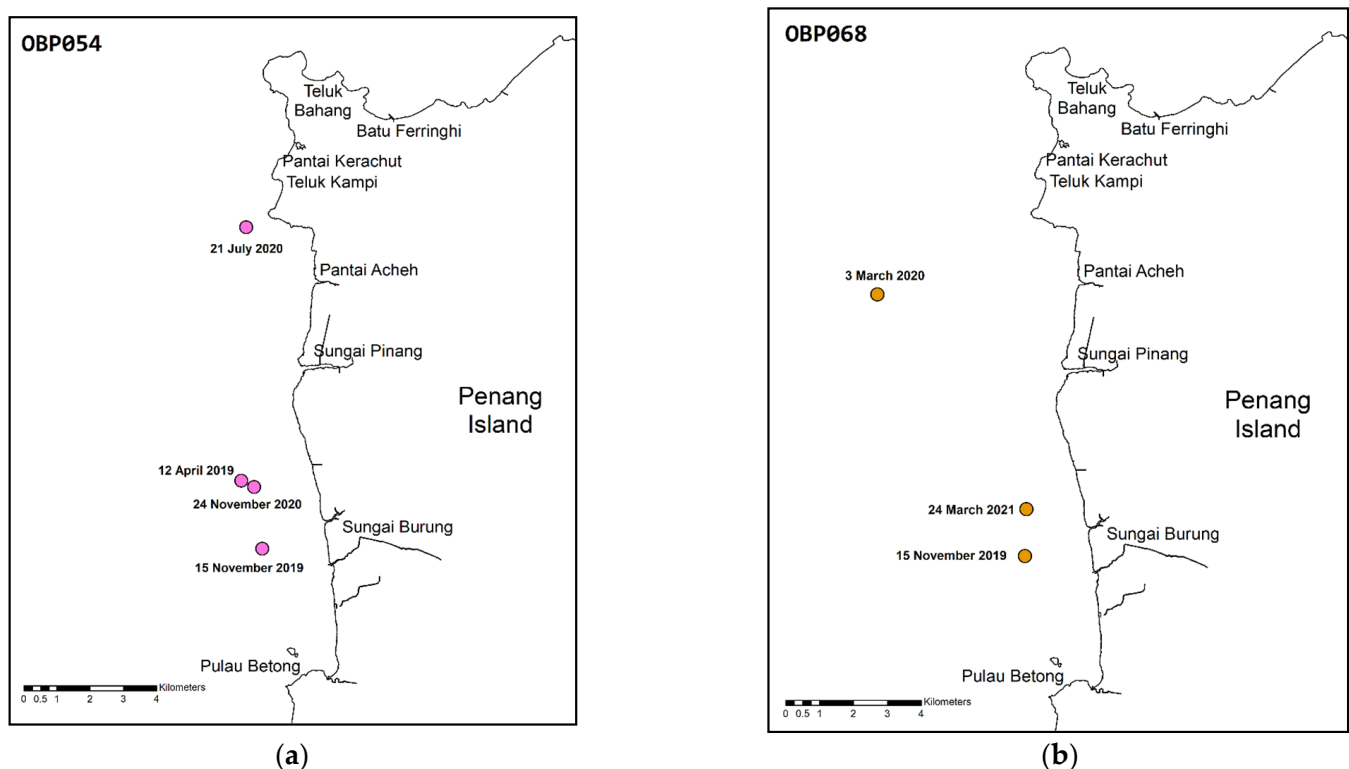 OBP054
Teluk
Bahang
Batu Ferringhi
Pantai Kerachut
Teluk Kampi
21 July 2020
Pantai Acheh
Sungai Pinang
Penang
Island
12 April 2019
24 November 2020
Sungai Burung
15 November 2019
Pulau Betong
Kilometers
0 0.5 1 2 3 4
(a)
OBP068
Teluk
Bahang
Batu Ferringhi
Pantai Kerachut
Teluk Kampi
3 March 2020
Pantai Acheh
Sungai Pinang
Penang
Island
24 March 2021
Sungai Burung
15 November 2019
Pulau Betong
Kilometers
0 0.5 1 2 3 4
(b)